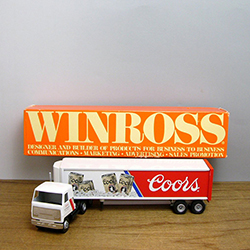 WINROSS
DESIGNER AND BUILDER OF PRODUCTS FOR BUSINESS TO BUSINESS
COMMUNICATIONS • MARKETING • ADVERTISING • SALES PROMOTION
Coors